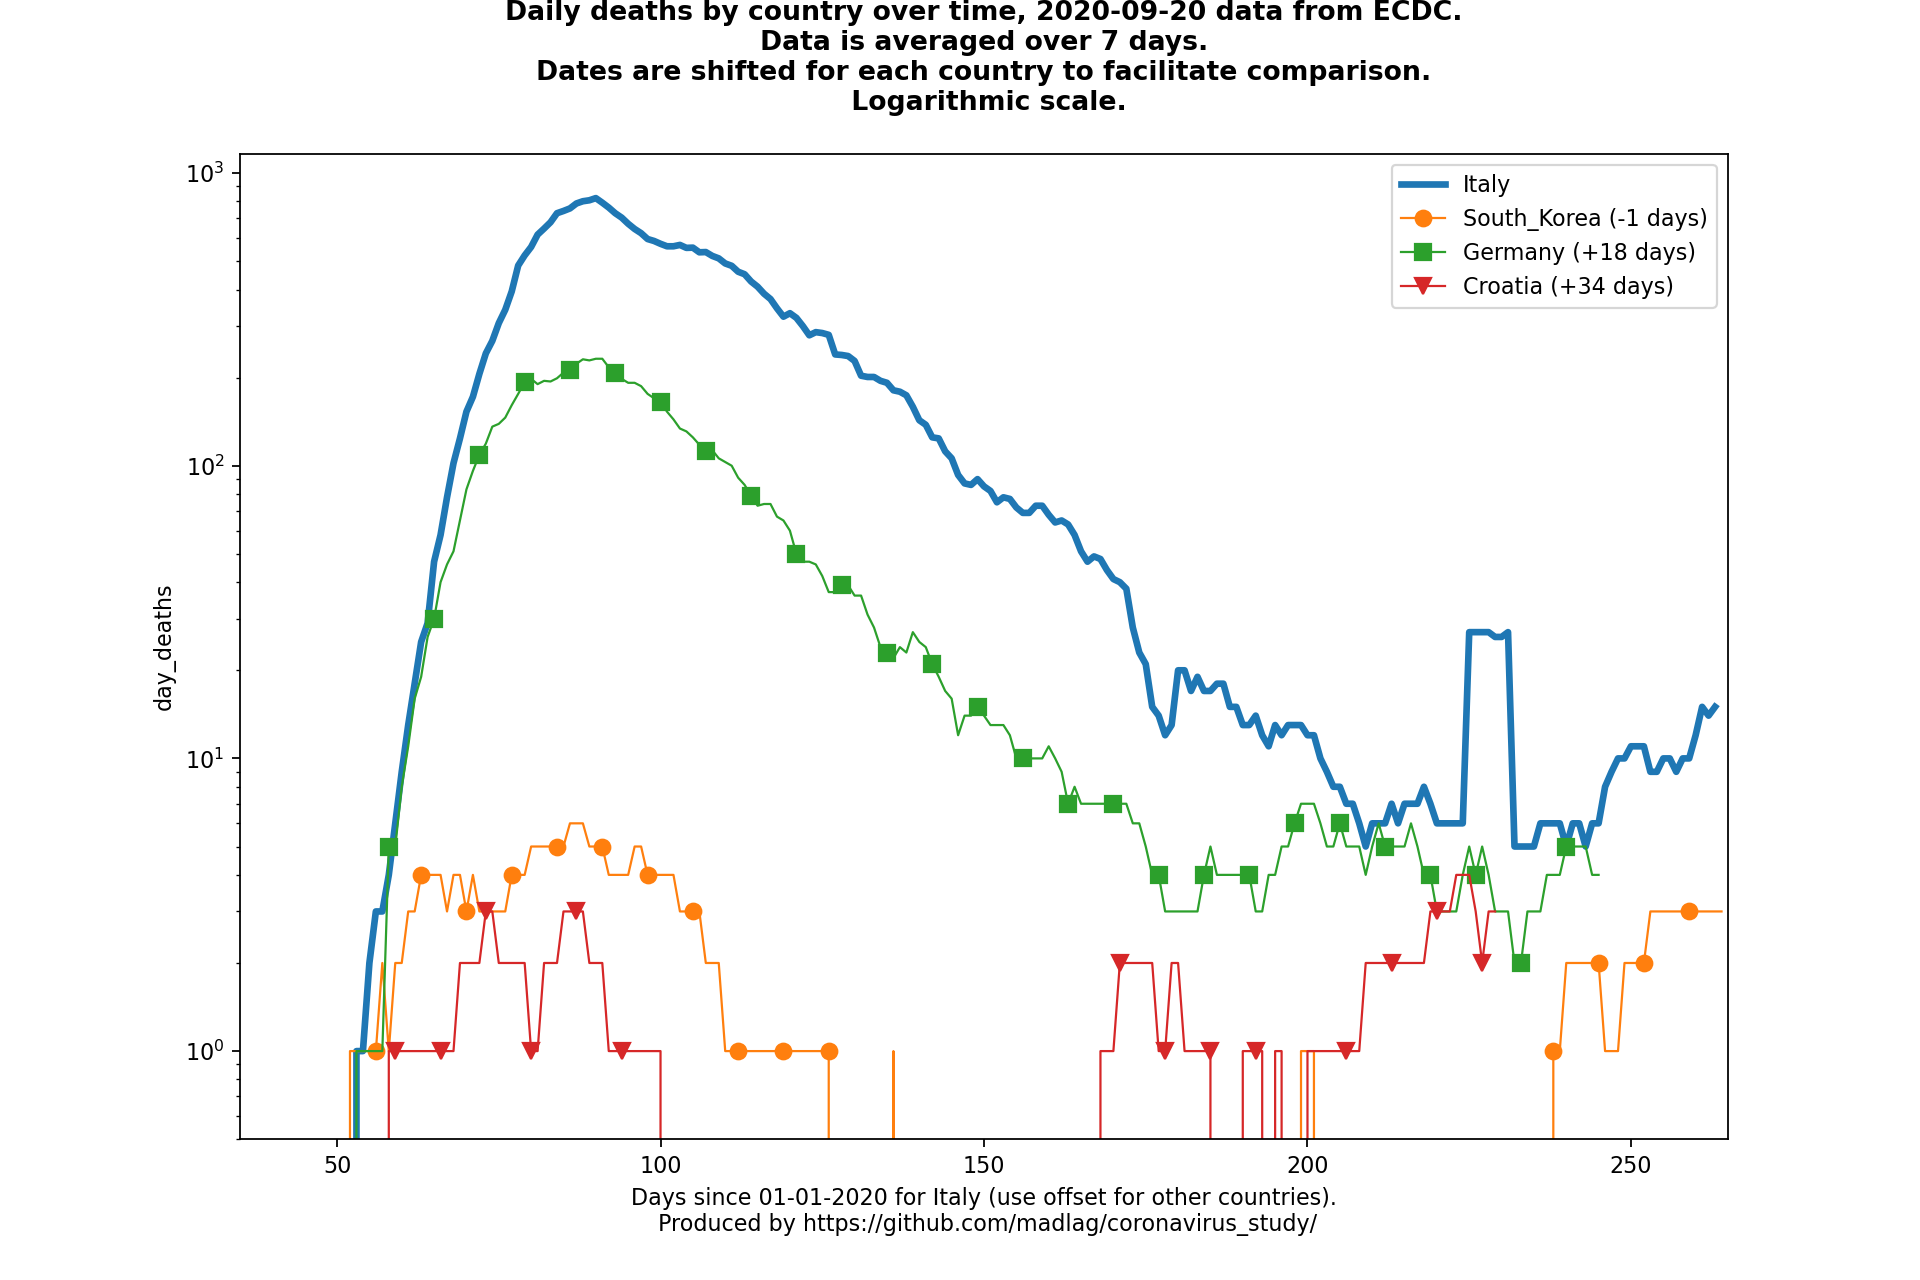 Daily deaths by country over time, 2020-09-20 data from ECDC.
Data is averaged over 7 days.
Dates are shifted for each country to facilitate comparison.
Logarithmic scale.
10³
10²
10¹
10⁰
day_deaths
Italy
South_Korea (-1 days)
Germany (+18 days)
Croatia (+34 days)
50 100 150 200 250
Days since 01-01-2020 for Italy (use offset for other countries).
Produced by https://github.com/madlag/coronavirus_study/